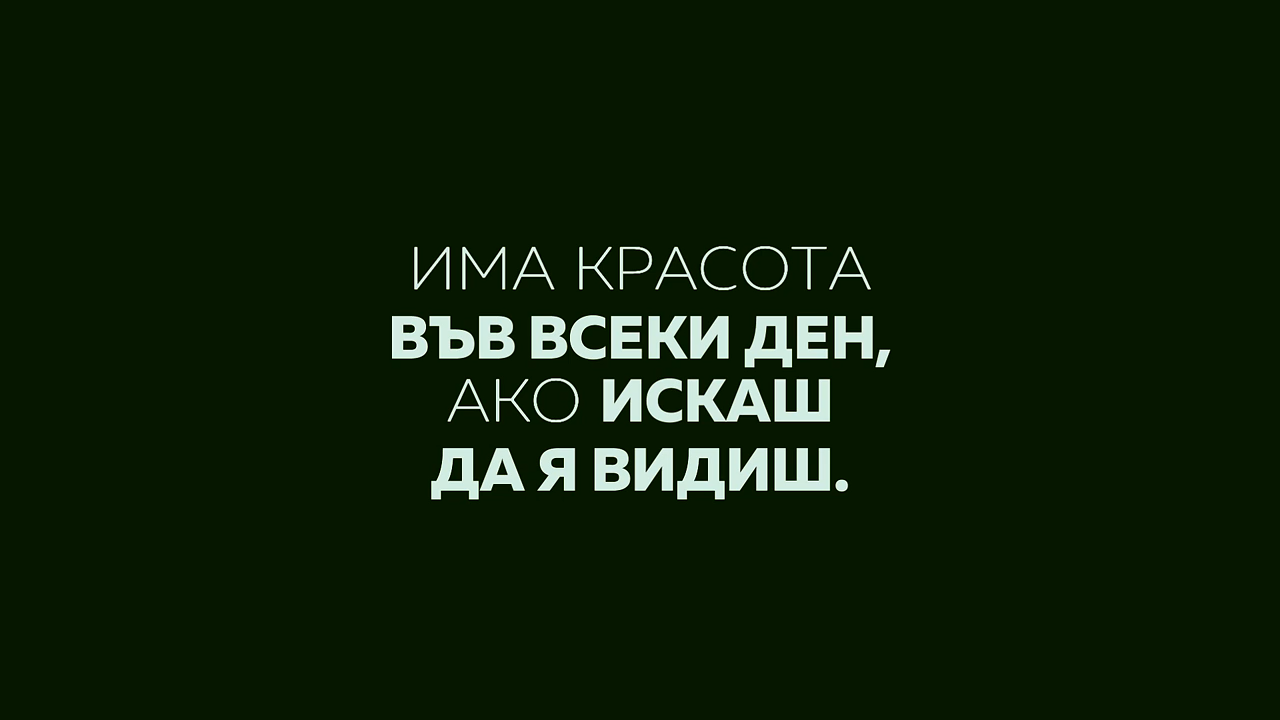 ИМА КРАСОТА
ВЪВ ВСЕКИ ДЕН,
АКО ИСКАШ
ДА Я ВИДИШ.